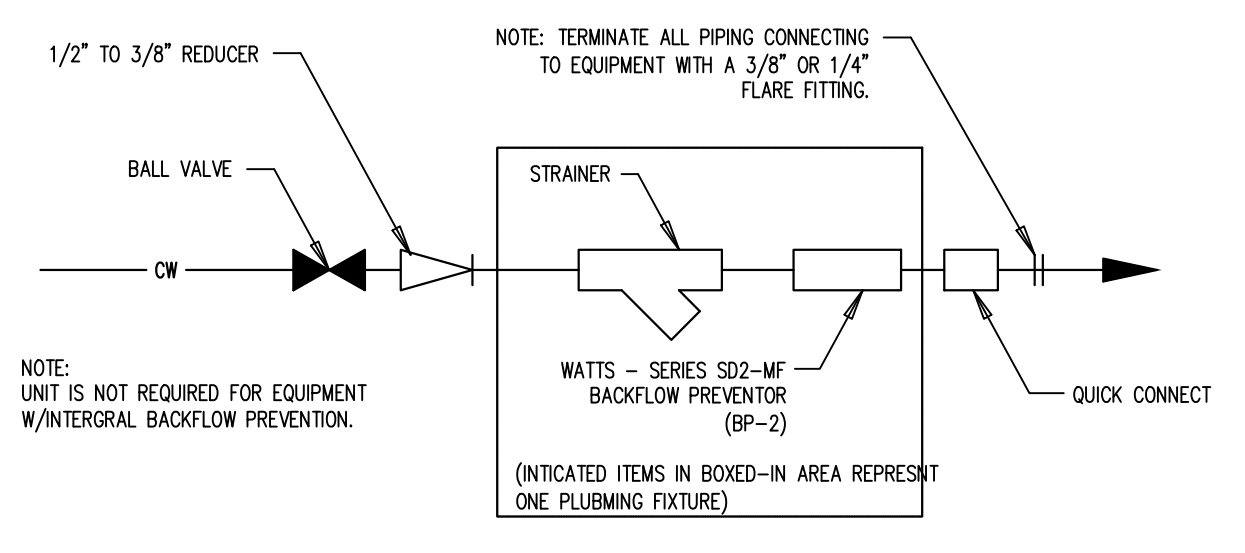 1/2" TO 3/8" REDUCER
NOTE: TERMINATE ALL PIPING CONNECTING
TO EQUIPMENT WITH A 3/8" OR 1/4"
FLARE FITTING.
BALL VALVE
STRAINER
CW
NOTE:
UNIT IS NOT REQUIRED FOR EQUIPMENT
W/INTERGRAL BACKFLOW PREVENTION.
WATTS - SERIES SD2-MF
BACKFLOW PREVENTOR
(BP-2)
QUICK CONNECT
(INTICATED ITEMS IN BOXED-IN AREA REPRESNT
ONE PLUBMING FIXTURE)